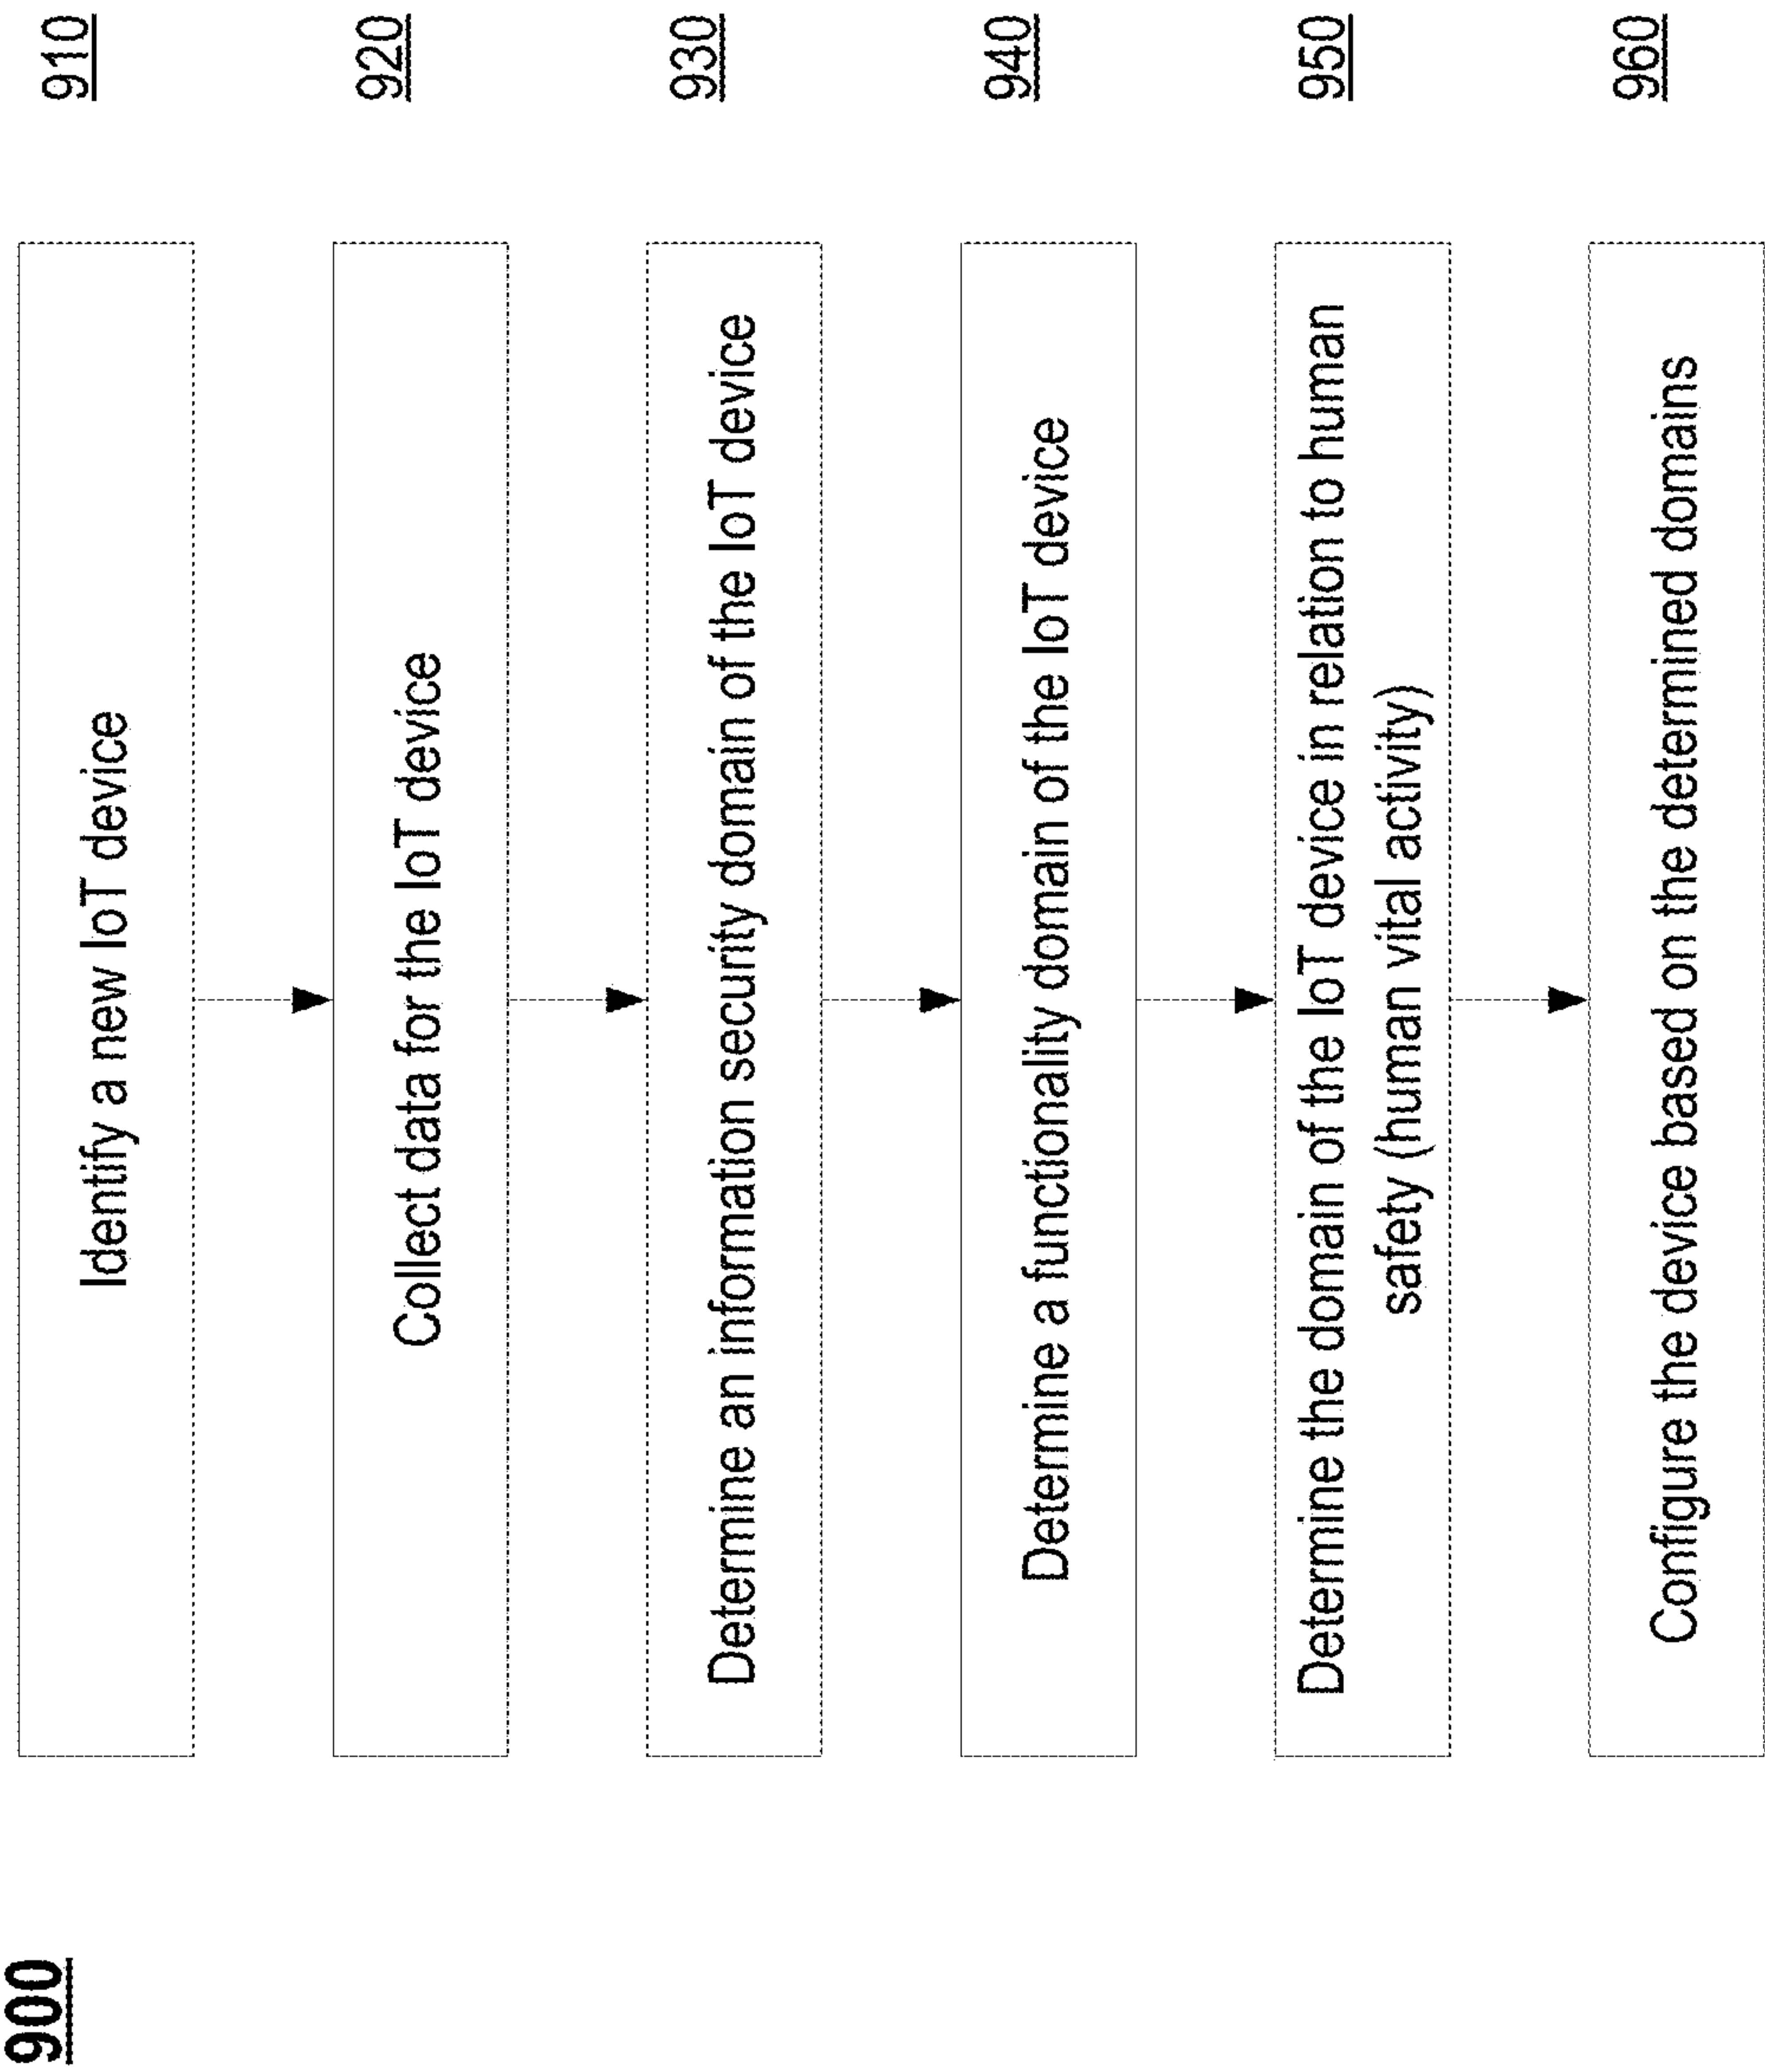 900
Identify a new IoT device
910
Collect data for the IoT device
920
Determine an information security domain of the IoT device
930
Determine a functionality domain of the IoT device
940
Determine the domain of the IoT device in relation to human
safety (human vital activity)
950
Configure the device based on the determined domains
960